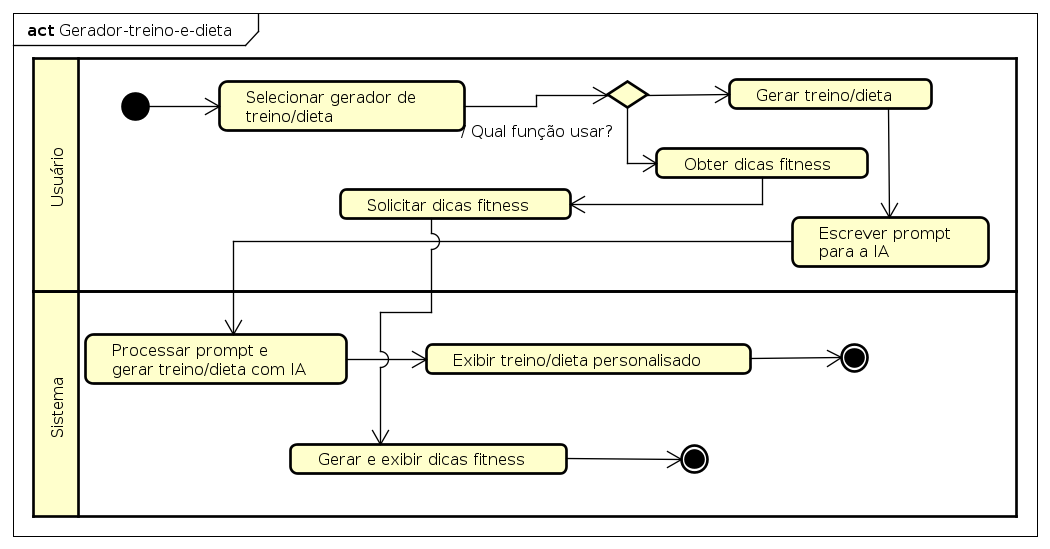 act Gerador-treino-e-dieta
Usuário
Selecionar gerador de
treino/dieta
/ Qual função usar?
Gerar treino/dieta
Obter dicas fitness
Solicitar dicas fitness
Escrever prompt
para a IA
Sistema
Processar prompt e
gerar treino/dieta com IA
Exibir treino/dieta personalisado
Gerar e exibir dicas fitness